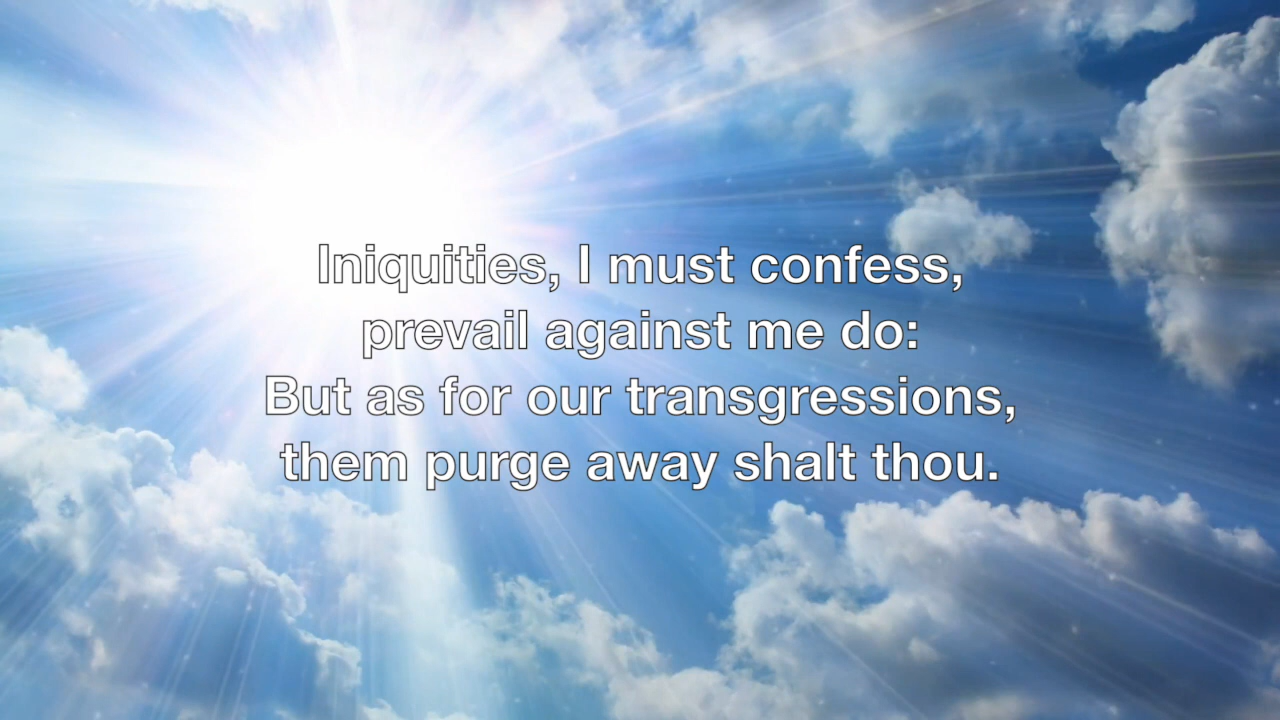 Iniquities, I must confess,
prevail against me do:
But as for our transgressions,
them purge away shalt thou.